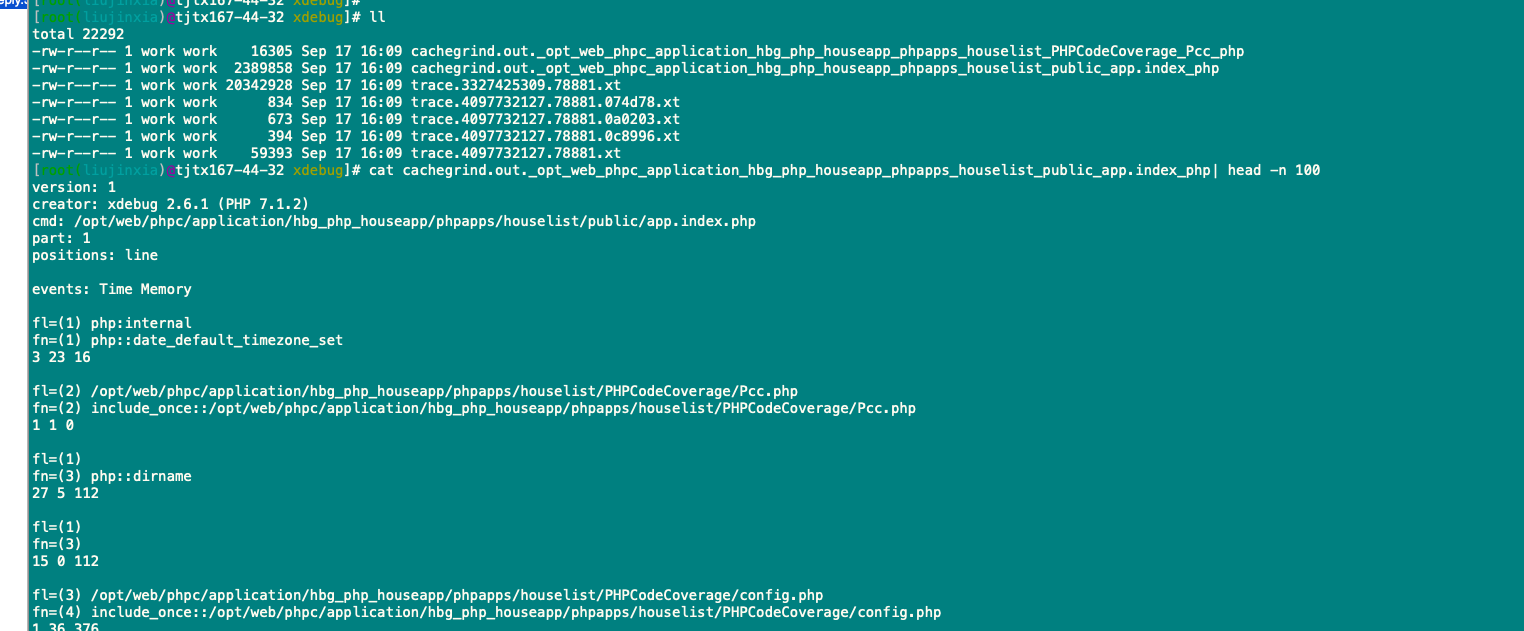 [root(liujinxia)@tjtx167-44-32 xdebug]#
[root(liujinxia)@tjtx167-44-32 xdebug]# ll
total 22292
-rw-r--r-- 1 work work    16305 Sep 17 16:09 cachegrind.out._opt_web_phpc_application_hbg_php_houseapp_phpapps_houselist_PHPCodeCoverage_Pcc_php
-rw-r--r-- 1 work work  2389858 Sep 17 16:09 cachegrind.out._opt_web_phpc_application_hbg_php_houseapp_phpapps_houselist_public_app.index_php
-rw-r--r-- 1 work work 20342928 Sep 17 16:09 trace.3327425309.78881.xt
-rw-r--r-- 1 work work      834 Sep 17 16:09 trace.4097732127.78881.074d78.xt
-rw-r--r-- 1 work work      673 Sep 17 16:09 trace.4097732127.78881.0a0203.xt
-rw-r--r-- 1 work work      394 Sep 17 16:09 trace.4097732127.78881.0c8996.xt
-rw-r--r-- 1 work work    59393 Sep 17 16:09 trace.4097732127.78881.xt
[root(liujinxia)@tjtx167-44-32 xdebug]# cat cachegrind.out._opt_web_phpc_application_hbg_php_houseapp_phpapps_houselist_public_app.index_php| head -n 100
version: 1
creator: xdebug 2.6.1 (PHP 7.1.2)
cmd: /opt/web/phpc/application/hbg_php_houseapp/phpapps/houselist/public/app.index.php
part: 1
positions: line
events: Time Memory
fl=(1) php:internal
fn=(1) php::date_default_timezone_set
3 23 16
fl=(2) /opt/web/phpc/application/hbg_php_houseapp/phpapps/houselist/PHPCodeCoverage/Pcc.php
fn=(2) include_once::/opt/web/phpc/application/hbg_php_houseapp/phpapps/houselist/PHPCodeCoverage/Pcc.php
1 1 0
fl=(1)
fn=(3) php::dirname
27 5 112
fl=(1)
fn=(3)
15 0 112
fl=(3) /opt/web/phpc/application/hbg_php_houseapp/phpapps/houselist/PHPCodeCoverage/config.php
fn=(4) include_once::/opt/web/phpc/application/hbg_php_houseapp/phpapps/houselist/PHPCodeCoverage/config.php
1 36 376